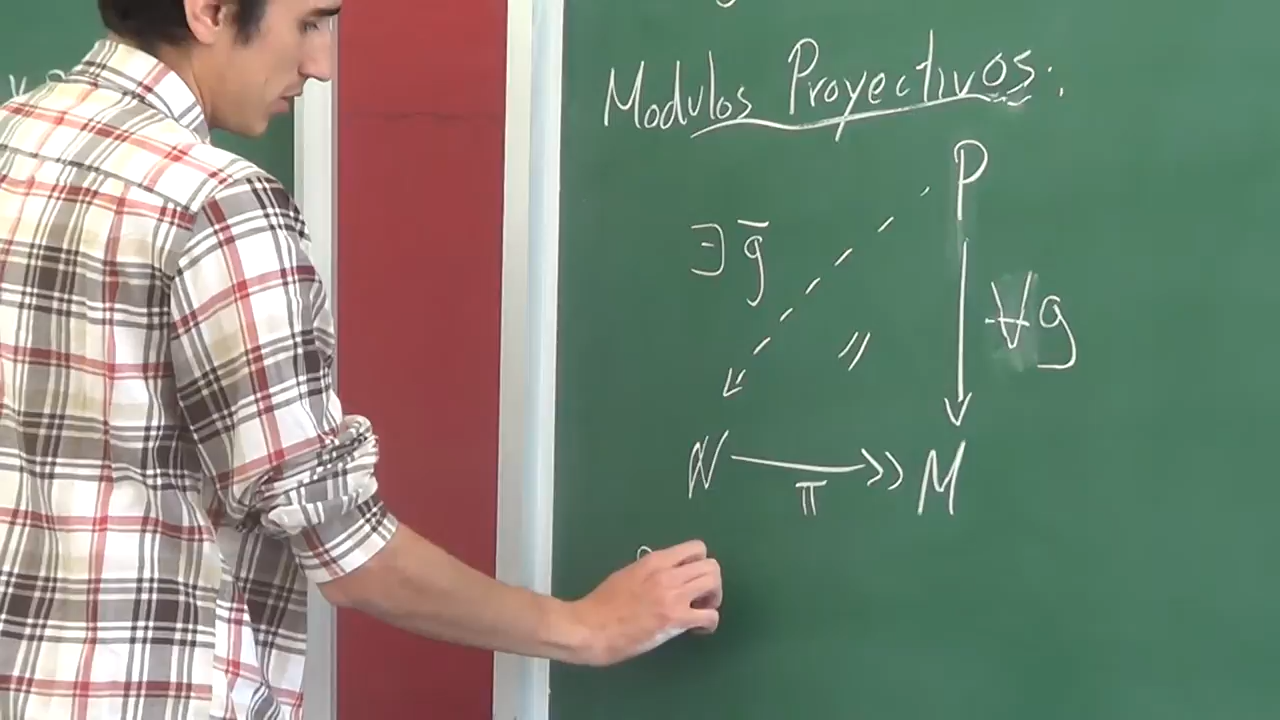 Modulos Proyectivos:
P
∃ ḡ
∀g
//
N ↠ M
π